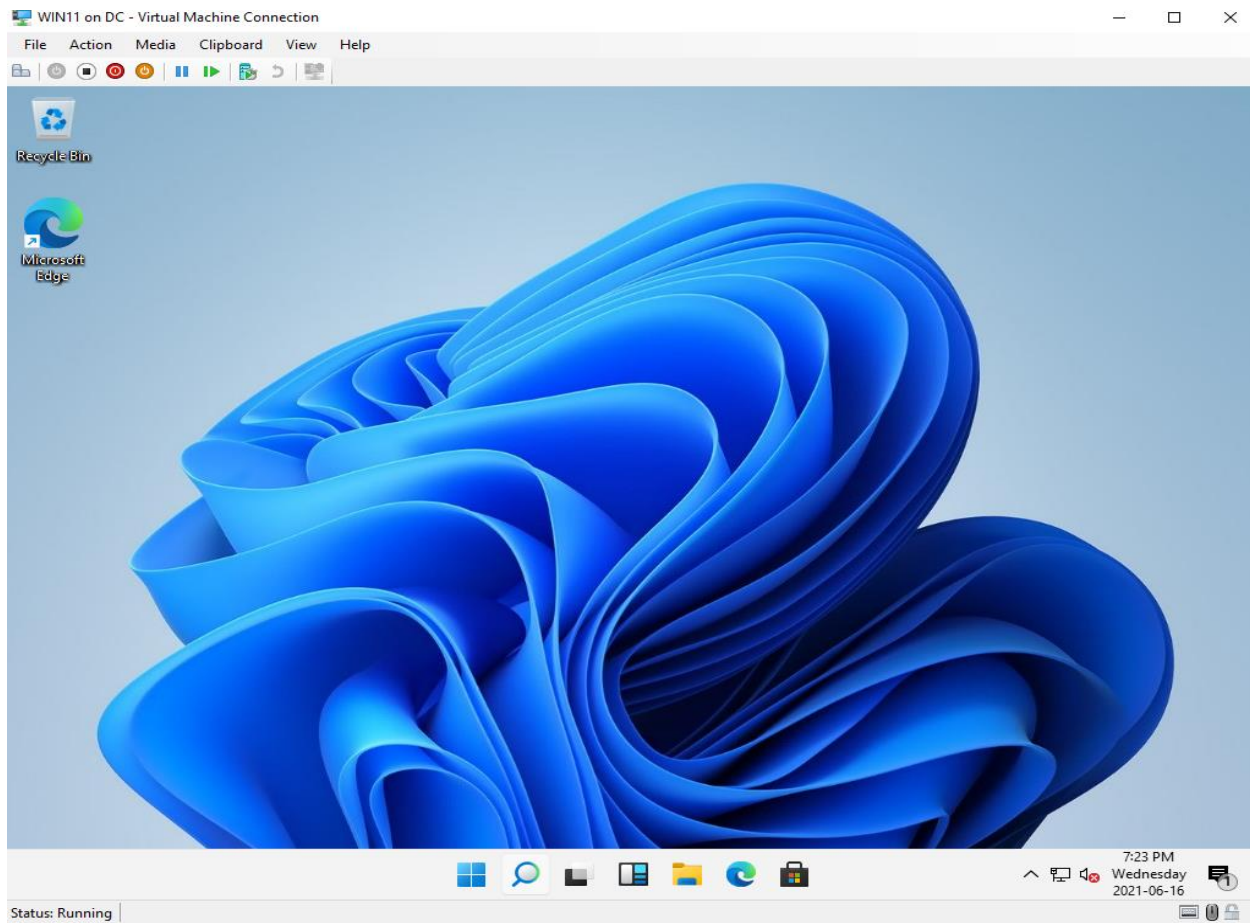 WIN11 on DC - Virtual Machine Connection
File Action Media Clipboard View Help
Recycle Bin
Microsoft
Edge
7:23 PM
Wednesday
2021-06-16
1
Status: Running